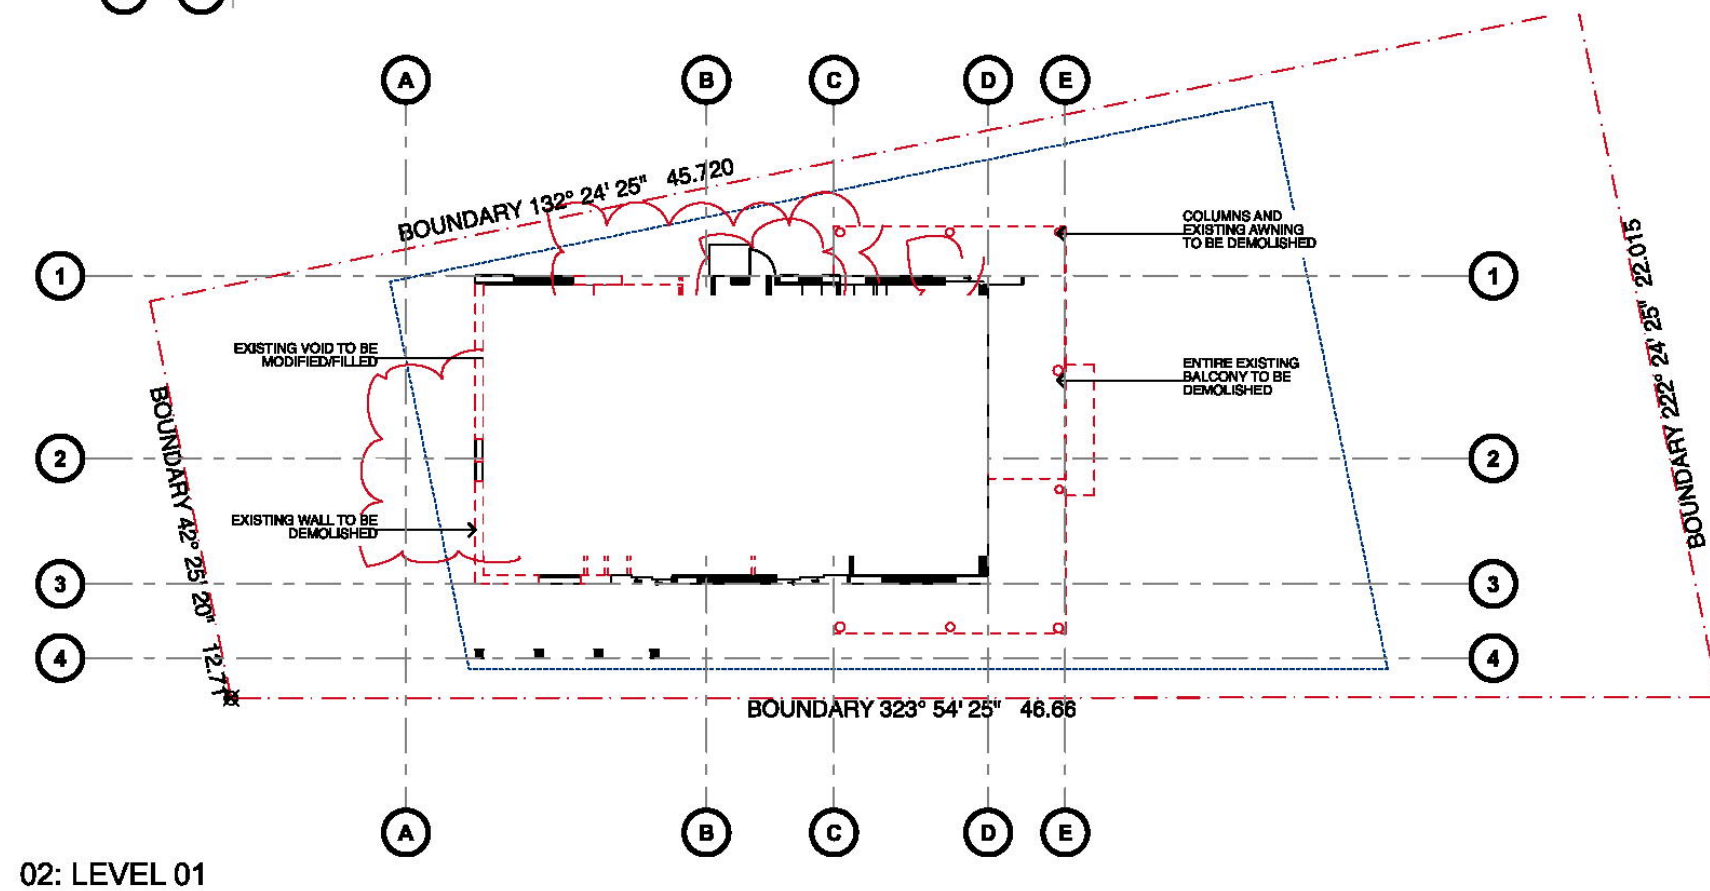 A B C D E
BOUNDARY 132° 24' 25" 45.720
COLUMNS AND
EXISTING AWNING
TO BE DEMOLISHED
1 1
BOUNDARY 222° 24' 25" 22.015
EXISTING VOID TO BE
MODIFIED/FILLED
ENTIRE EXISTING
BALCONY TO BE
DEMOLISHED
BOUNDARY 42° 25' 20" 12.71
2 2
EXISTING WALL TO BE
DEMOLISHED
3 3
4 4
BOUNDARY 323° 54' 25" 46.66
A B C D E
02: LEVEL 01